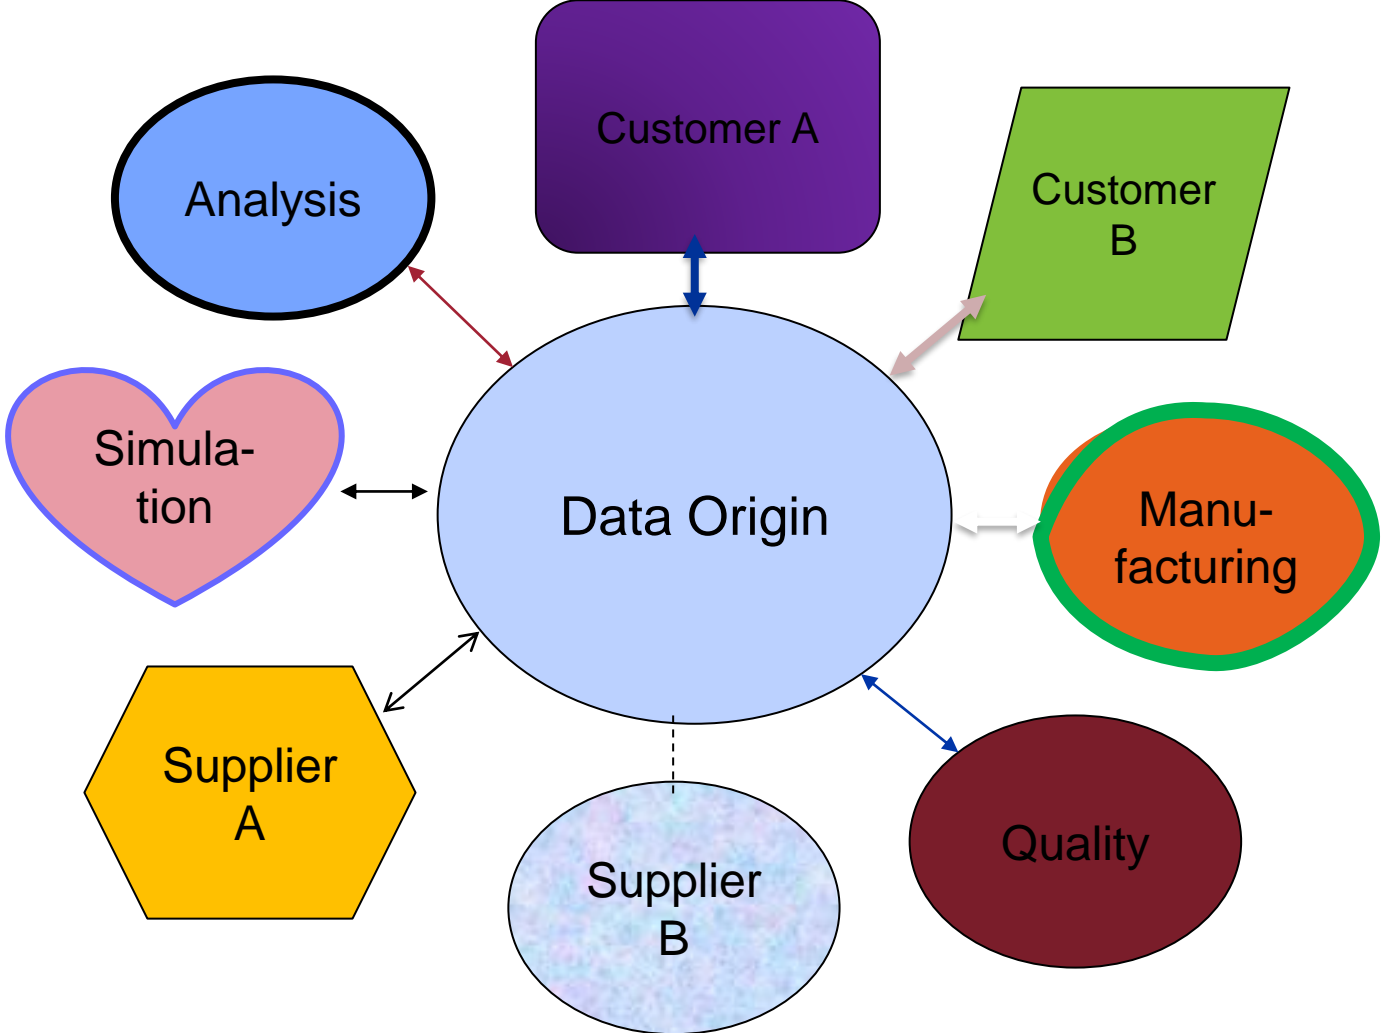 Customer A
Analysis
Customer
B
Simula-
tion
Data Origin
Manu-
facturing
Supplier
A
Supplier
B
Quality